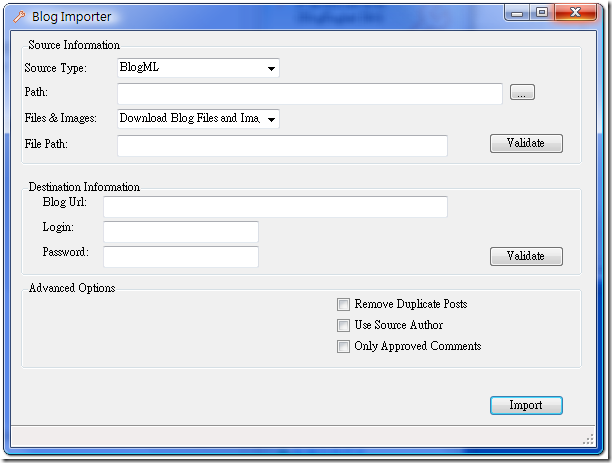 Blog Importer
Source Information
Source Type: BlogML
Path: ...
Files & Images: Download Blog Files and Ima
File Path: Validate
Destination Information
Blog Url:
Login:
Password: Validate
Advanced Options
Remove Duplicate Posts
Use Source Author
Only Approved Comments
Import